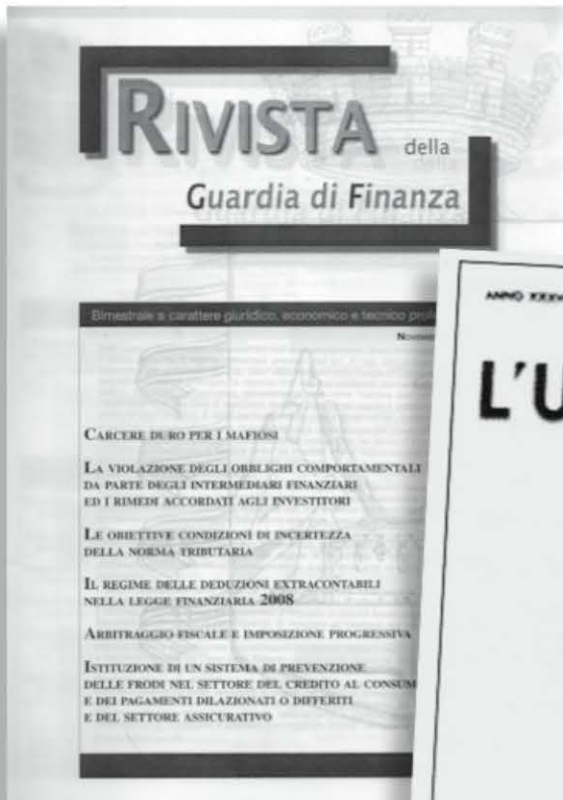 RIVISTA della
Guardia di Finanza
Bimestrale a carattere giuridico, economico e tecnico
ANNO
L'U
CARCERE DURO PER I MAFIOSI
LA VIOLAZIONE DEGLI OBBLIGHI COMPORTAMENTALI
DA PARTE DEGLI INTERMEDIARI FINANZIARI
ED I RIMEDI ACCORDATI AGLI INVESTITORI
LE OBIETTIVE CONDIZIONI DI INCERTEZZA
DELLA NORMA TRIBUTARIA
IL REGIME DELLE DEDUZIONI EXTRACONTABILI
NELLA LEGGE FINANZIARIA 2008
ARBITRAGGIO FISCALE E IMPOSIZIONE PROGRESSIVA
ISTITUZIONE DI UN SISTEMA DI PREVENZIONE
DELLE FRODI NEL SETTORE DEL CREDITO AL CONSUM
E DEI PAGAMENTI DILAZIONATI O DIFFERITI
E DEL SETTORE ASSICURATIVO